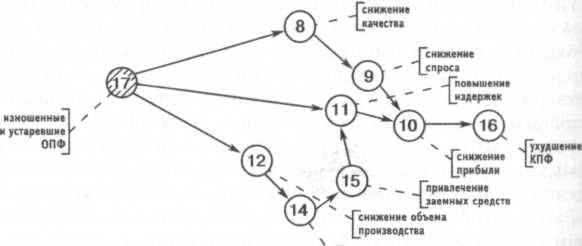 снижение
качества
8
снижение
спроса
9
17
повышение
издержек
11
изношенные
и устаревшие
ОПФ
10
16
ухудшение
КПФ
снижение
прибыли
12
15
привлечение
заемных средств
14
снижение объема
производства